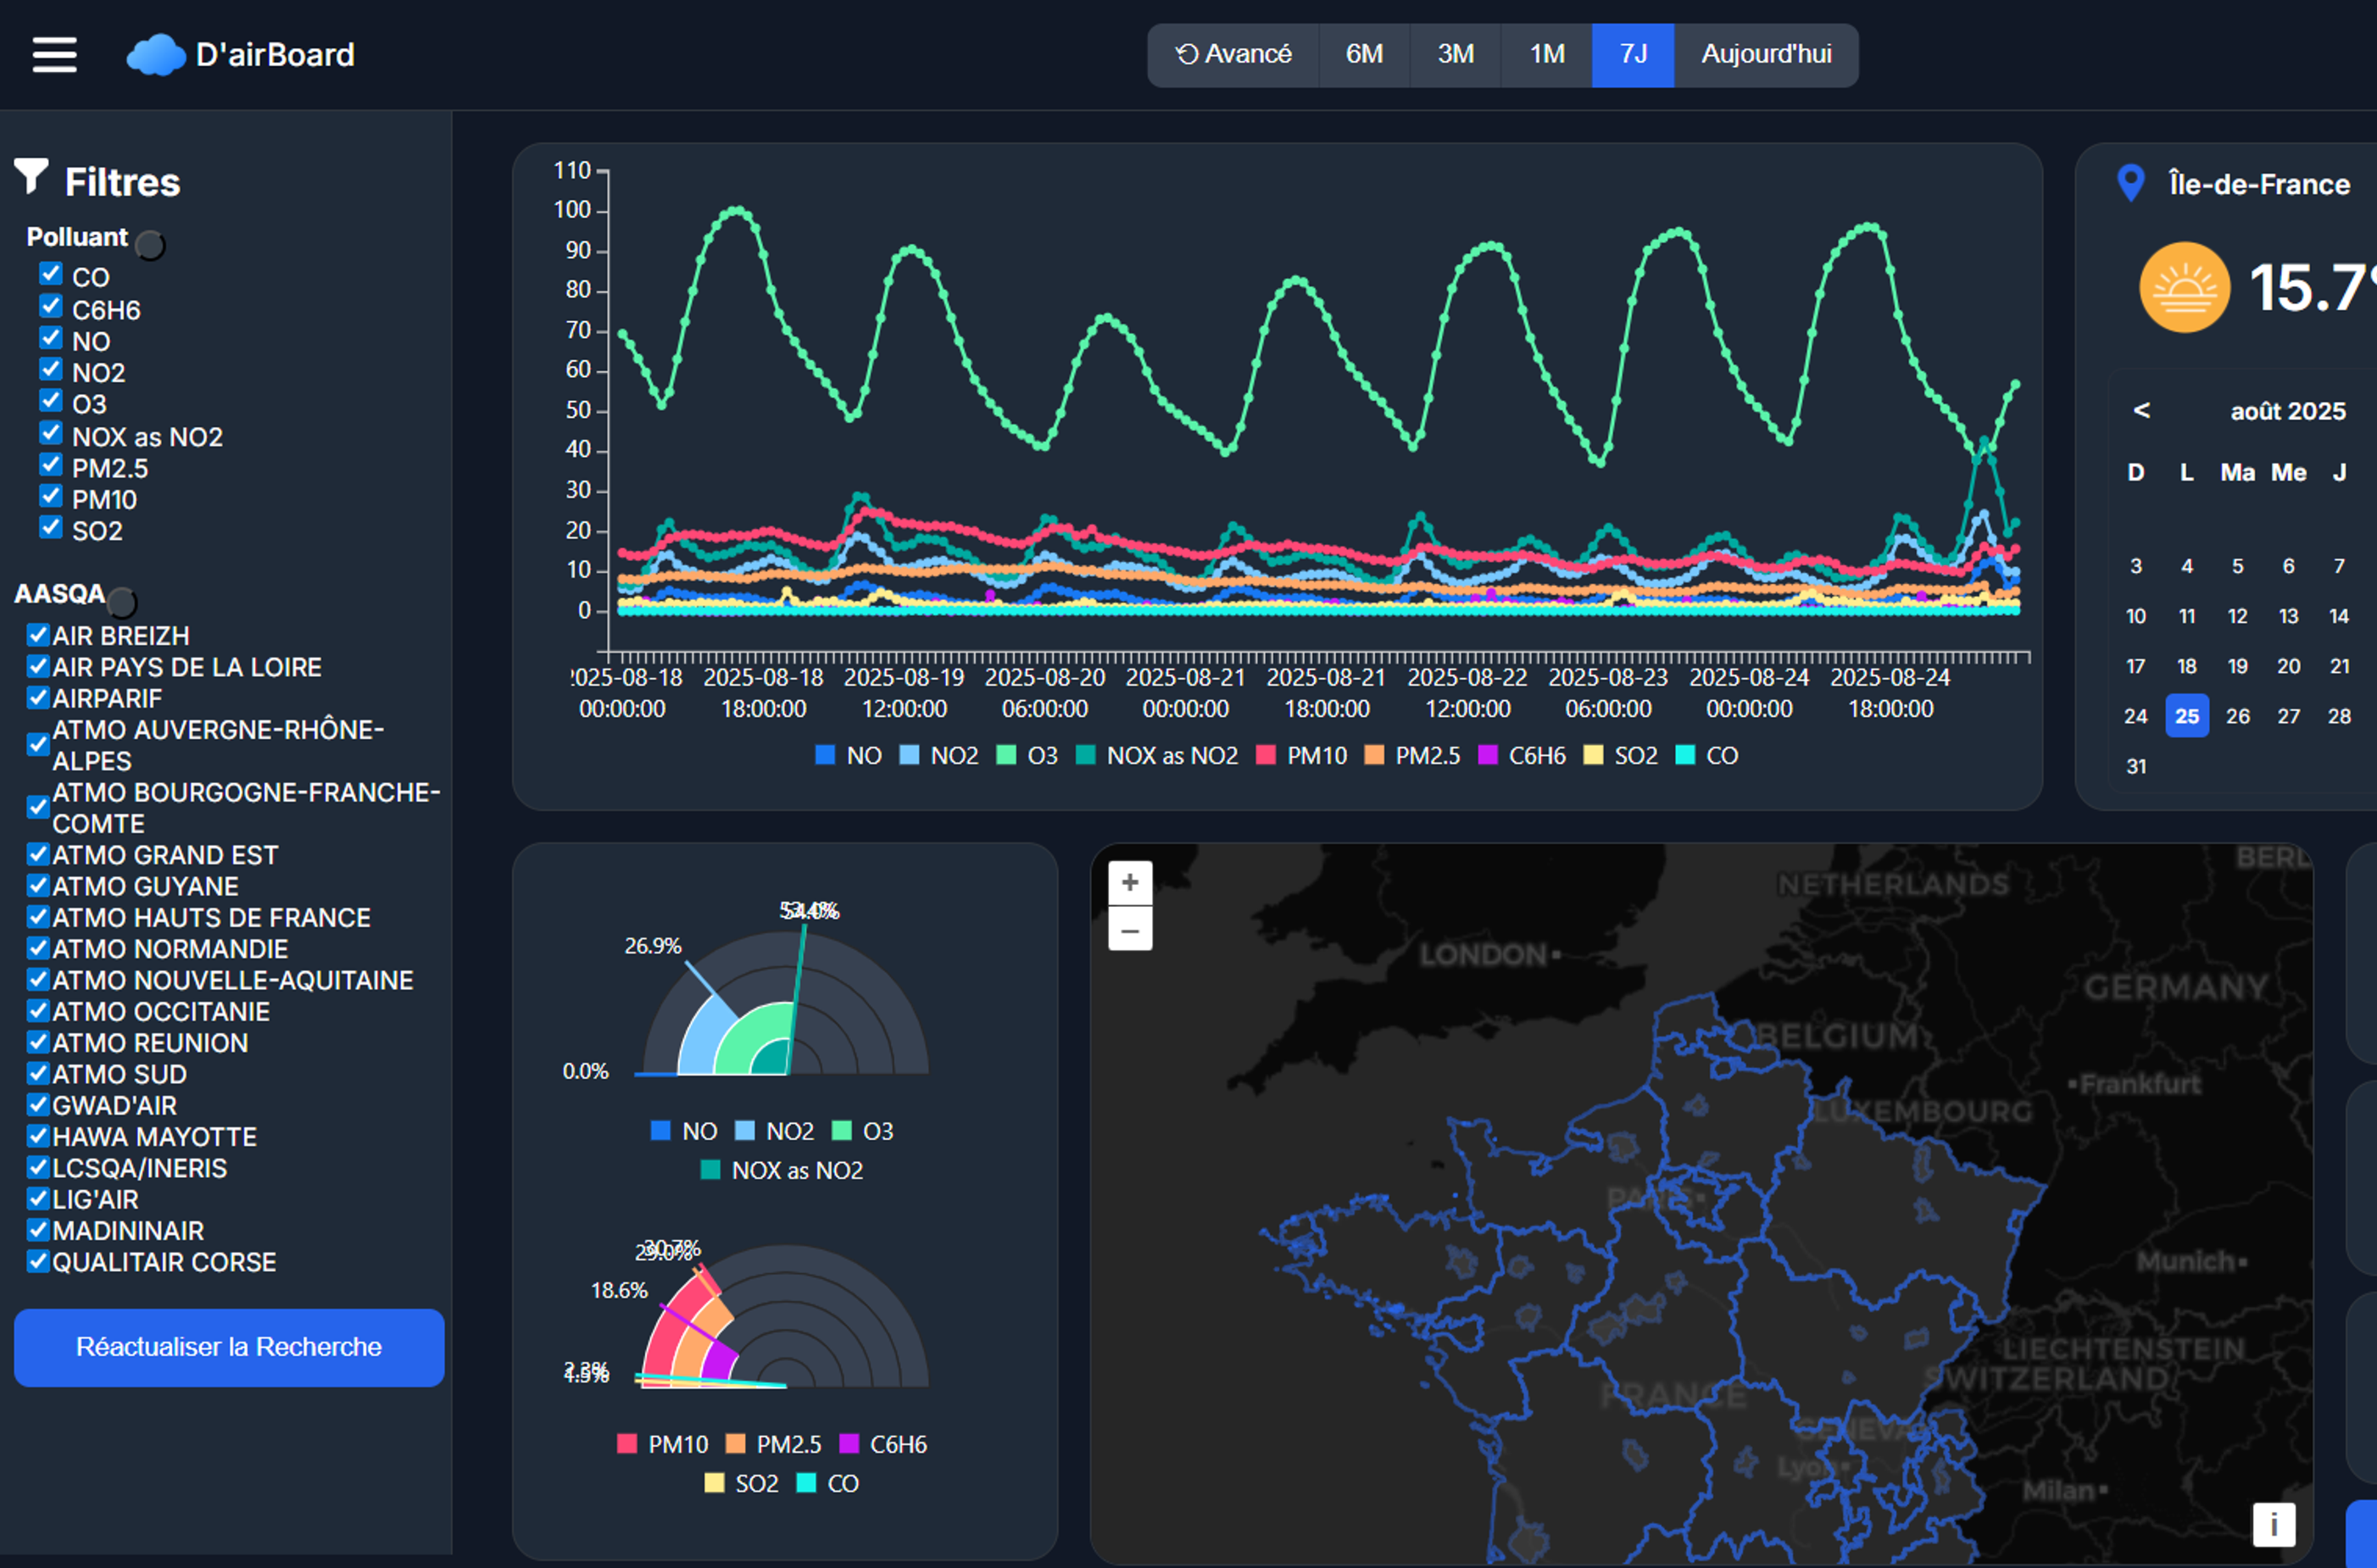 D'airBoard
Avancé 6M 3M 1M 7J Aujourd'hui
Filtres
Polluant
CO
C6H6
NO
NO2
O3
NOX as NO2
PM2.5
PM10
SO2
AASQA
AIR BREIZH
AIR PAYS DE LA LOIRE
AIRPARIF
ATMO AUVERGNE-RHÔNE-
ALPES
ATMO BOURGOGNE-FRANCHE-
COMTE
ATMO GRAND EST
ATMO GUYANE
ATMO HAUTS DE FRANCE
ATMO NORMANDIE
ATMO NOUVELLE-AQUITAINE
ATMO OCCITANIE
ATMO REUNION
ATMO SUD
GWAD'AIR
HAWA MAYOTTE
LCSQA/INERIS
LIG'AIR
MADININAIR
QUALITAIR CORSE
Réactualiser la Recherche
110
100
90
80
70
60
50
40
30
20
10
0
2025-08-18 2025-08-18 2025-08-19 2025-08-20 2025-08-21 2025-08-21 2025-08-22 2025-08-23 2025-08-24 2025-08-24
00:00:00 18:00:00 12:00:00 06:00:00 00:00:00 18:00:00 12:00:00 06:00:00 00:00:00 18:00:00
NO NO2 O3 NOX as NO2 PM10 PM2.5 C6H6 SO2 CO
Île-de-France
15.7°
< août 2025
D L Ma Me J
3 4 5 6 7
10 11 12 13 14
17 18 19 20 21
24 25 26 27 28
31
26.9%
0.0%
NO NO2 O3
NOX as NO2
18.6%
PM10 PM2.5 C6H6
SO2 CO
+
−
BERL
NETHERLANDS
LONDON
GERMANY
BELGIUM
Frankfurt
LUXEMBOURG
PARIS
Munich
LIECHTENSTEIN
SWITZERLAND
FRANCE
GENEVA
Lyon
Milan
i